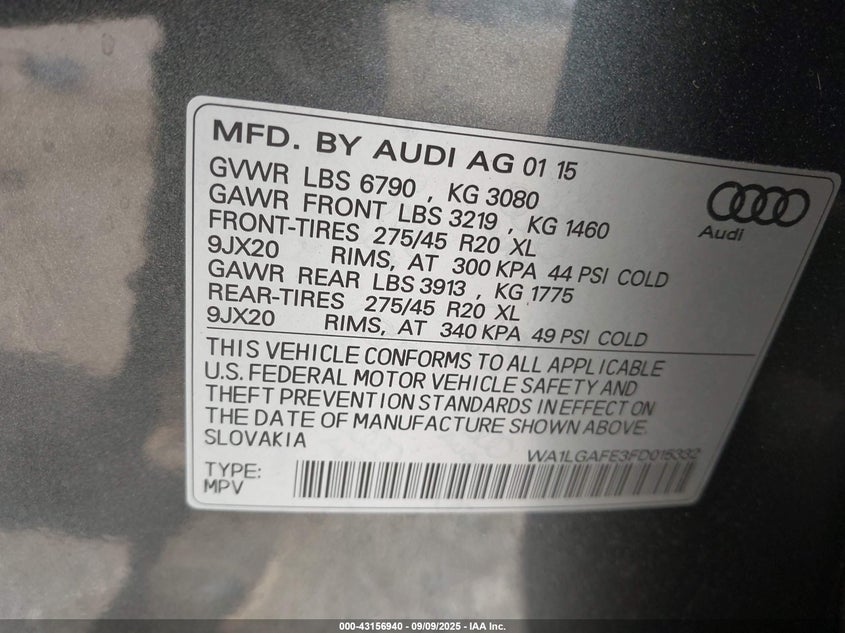 MFD. BY AUDI AG 01 15
GVWR LBS 6790 , KG 3080
GAWR FRONT LBS 3219 , KG 1460
FRONT-TIRES 275/45 R20 XL
9JX20 RIMS, AT 300 KPA 44 PSI COLD
GAWR REAR LBS 3913 , KG 1775
REAR-TIRES 275/45 R20 XL
9JX20 RIMS, AT 340 KPA 49 PSI COLD
Audi
THIS VEHICLE CONFORMS TO ALL APPLICABLE
U.S. FEDERAL MOTOR VEHICLE SAFETY AND
THEFT PREVENTION STANDARDS IN EFFECT ON
THE DATE OF MANUFACTURE SHOWN ABOVE.
SLOVAKIA
WA1LGAFE3FD015332
TYPE:
MPV
000-43156940 - 09/09/2025 - IAA Inc.